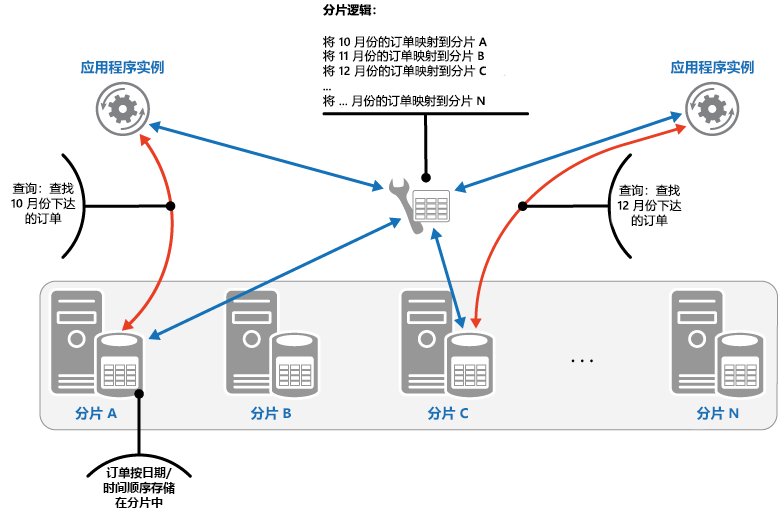 分片逻辑：
将 10 月份的订单映射到分片 A
将 11 月份的订单映射到分片 B
将 12 月份的订单映射到分片 C
...
将 ... 月份的订单映射到分片 N
应用程序实例
应用程序实例
查询：查找
10 月份下达
的订单
查询：查找
12 月份下达
的订单
...
分片 A
分片 B
分片 C
分片 N
订单按日期/
时间顺序存储
在分片中